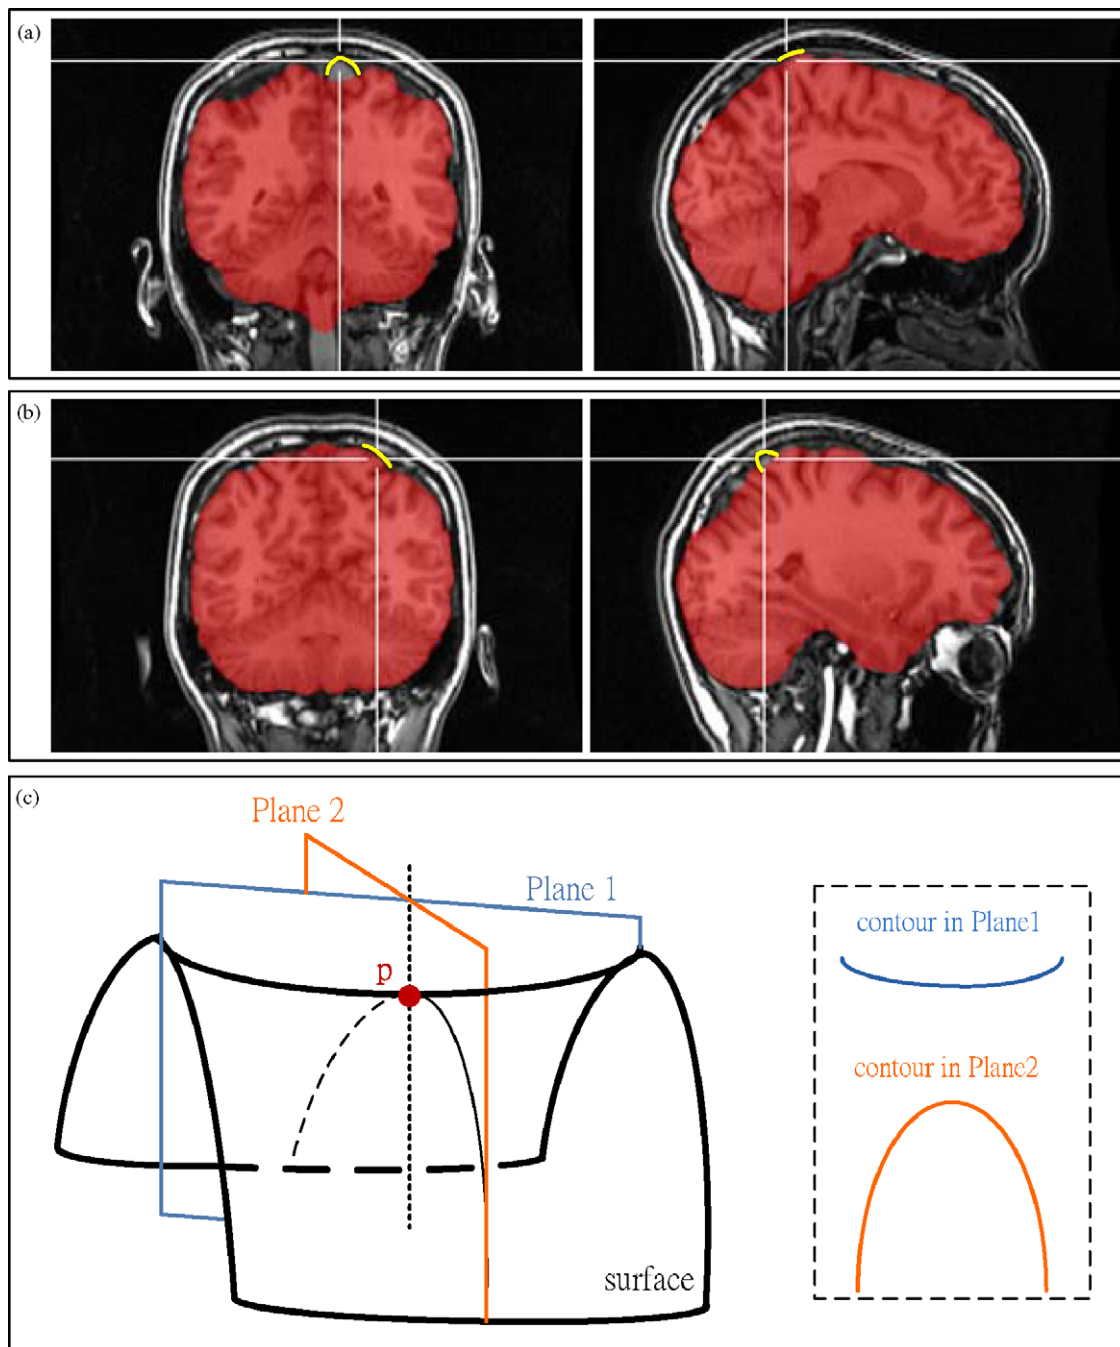 (a)
(b)
(c)
Plane 2
Plane 1
p
surface
contour in Plane1
contour in Plane2